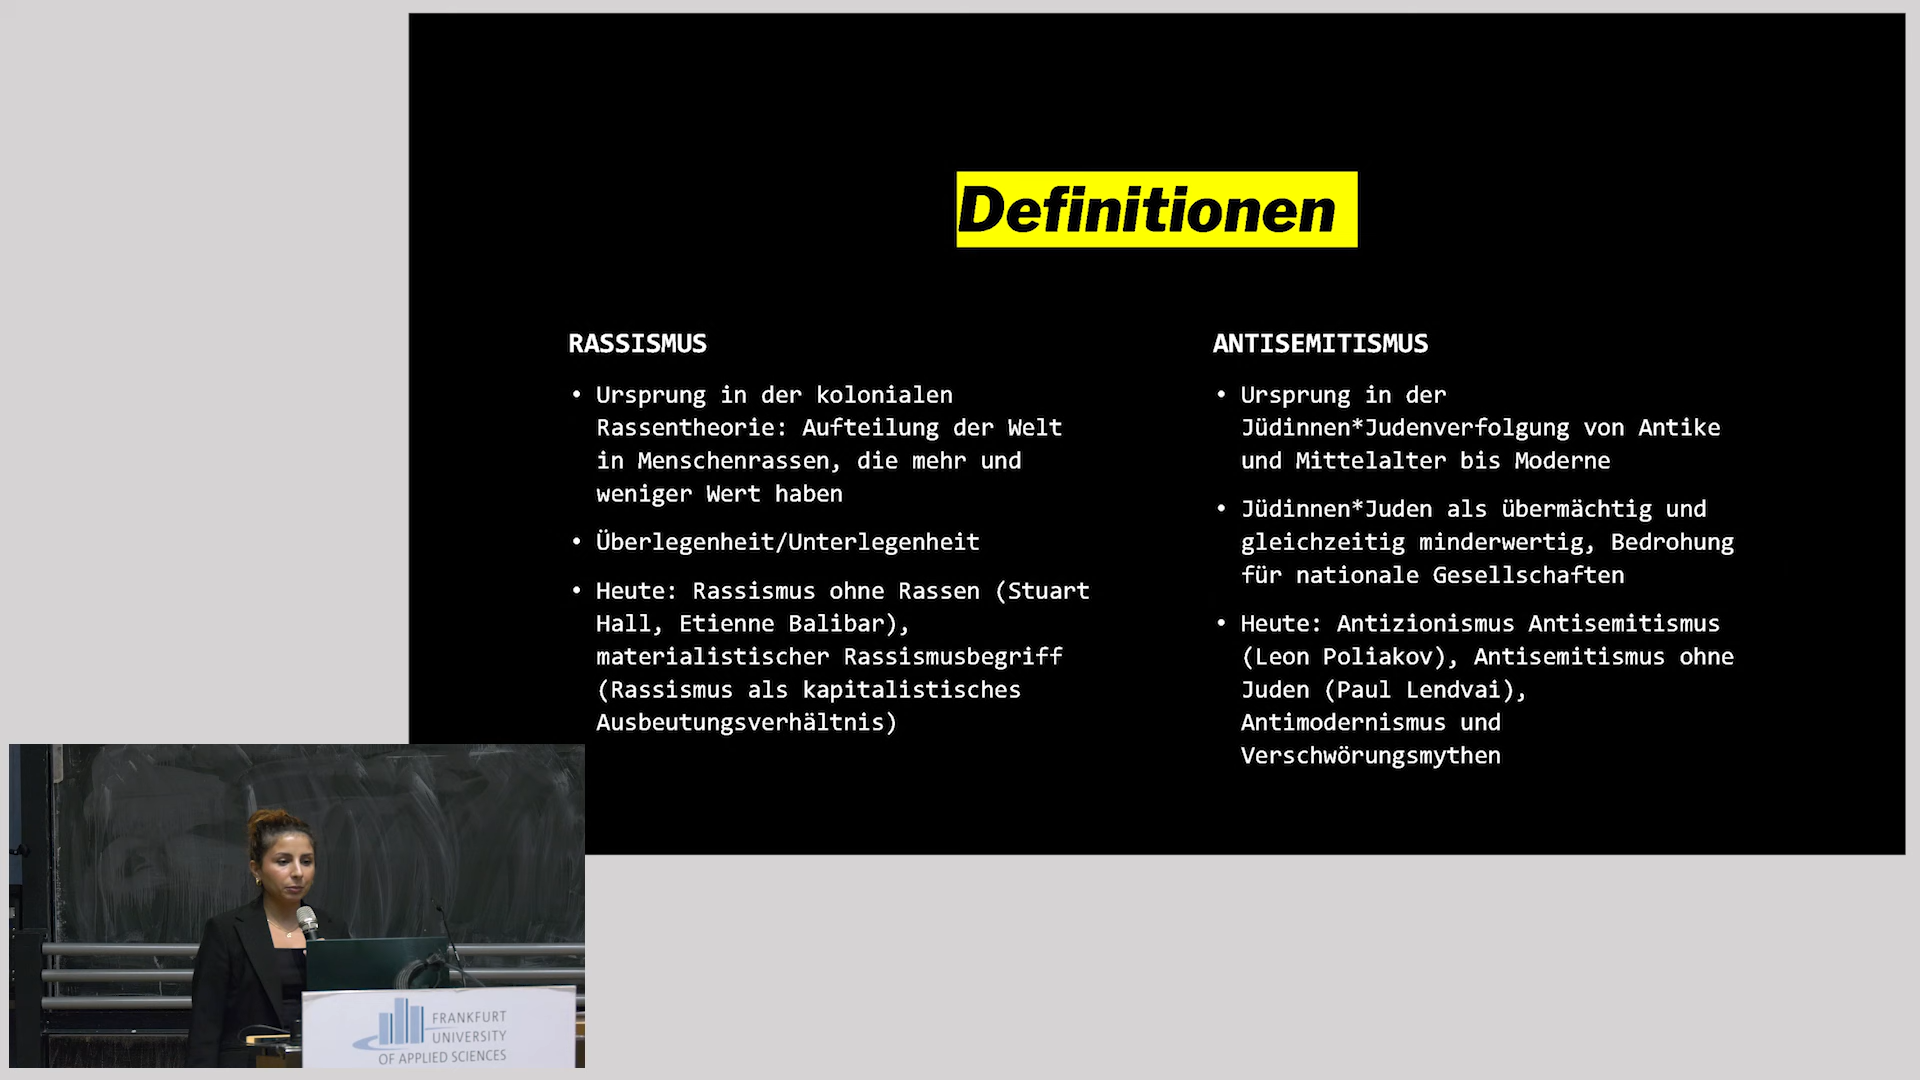 Definitionen
RASSISMUS
• Ursprung in der kolonialen
Rassentheorie: Aufteilung der Welt
in Menschenrassen, die mehr und
weniger Wert haben
• Überlegenheit/Unterlegenheit
• Heute: Rassismus ohne Rassen (Stuart
Hall, Etienne Balibar),
materialistischer Rassismusbegriff
(Rassismus als kapitalistisches
Ausbeutungsverhältnis)
ANTISEMITISMUS
• Ursprung in der
Jüdinnen*Judenverfolgung von Antike
und Mittelalter bis Moderne
• Jüdinnen*Juden als übermächtig und
gleichzeitig minderwertig, Bedrohung
für nationale Gesellschaften
• Heute: Antizionismus Antisemitismus
(Leon Poliakov), Antisemitismus ohne
Juden (Paul Lendvai),
Antimodernismus und
Verschwörungsmythen
FRANKFURT
UNIVERSITY
OF APPLIED SCIENCES